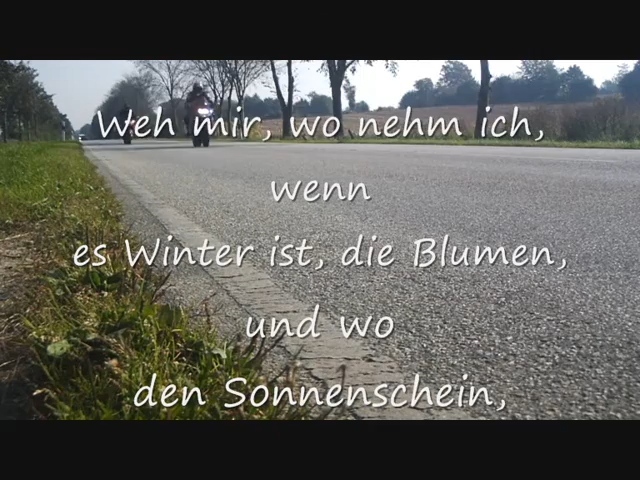 Weh mir, wo nehm ich,
wenn
es Winter ist, die Blumen,
und wo
den Sonnenschein,